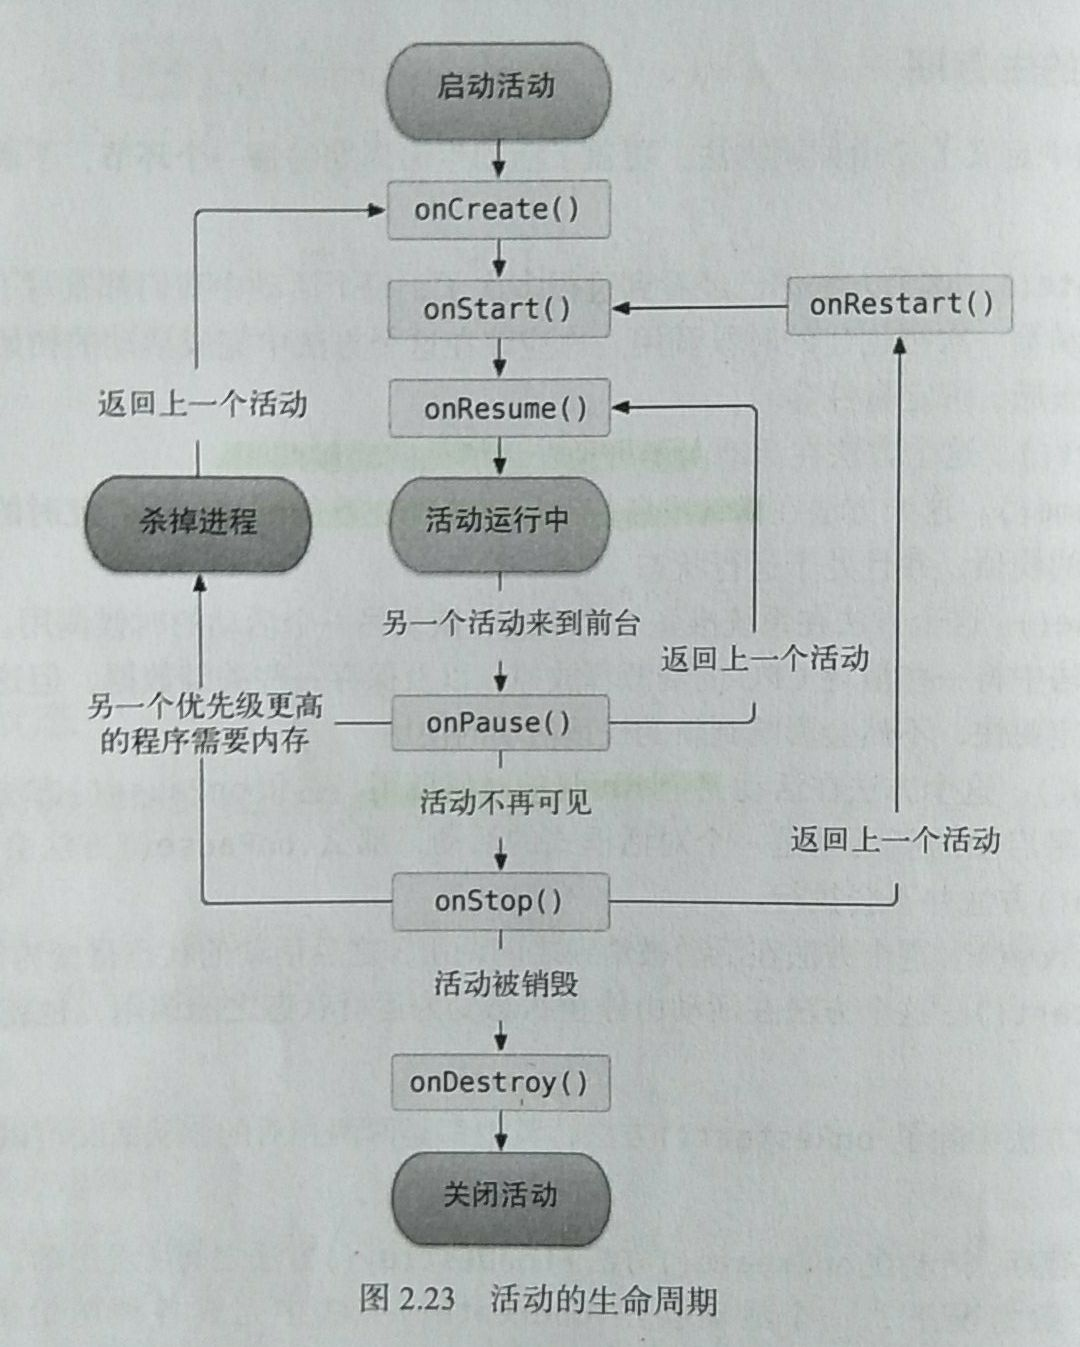 启动活动
onCreate()
onStart()
onRestart()
onResume()
返回上一个活动
杀掉进程
活动运行中
另一个活动来到前台
返回上一个活动
另一个优先级更高
的程序需要内存
onPause()
活动不再可见
返回上一个活动
onStop()
活动被销毁
onDestroy()
关闭活动
图 2.23 活动的生命周期